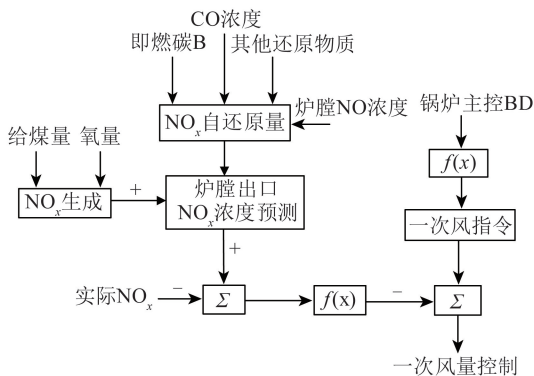 CO浓度
即燃碳B
其他还原物质
NOx自还原量
炉膛NO浓度
锅炉主控BD
给煤量
氧量
f(x)
NOx生成
+
炉膛出口
NOx浓度预测
一次风指令
+
实际NOx
−
Σ
f(x)
−
Σ
一次风量控制